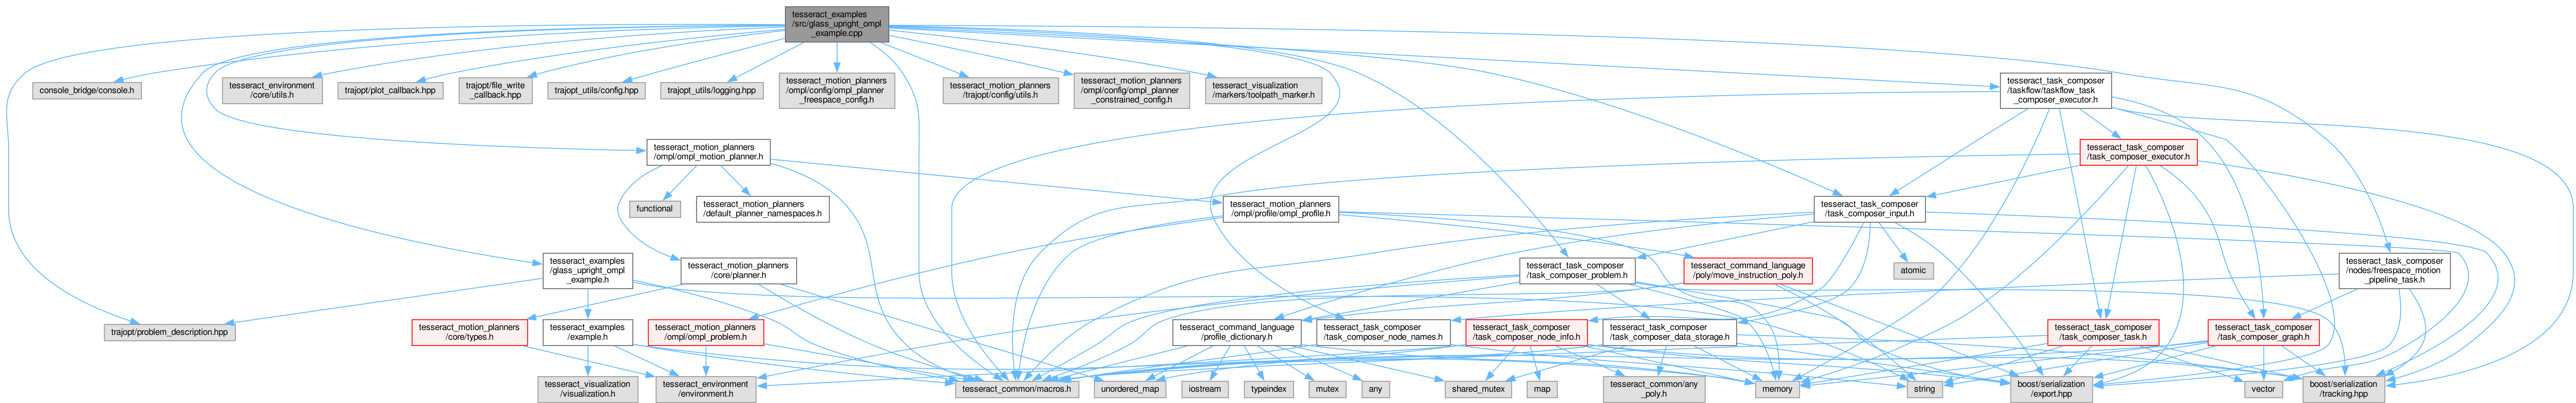 tesseract_examples
/src/glass_upright_ompl
_example.cpp
console_bridge/console.h
tesseract_environment
/core/utils.h
trajopt/plot_callback.hpp
trajopt/file_write
_callback.hpp
trajopt_utils/config.hpp
trajopt_utils/logging.hpp
tesseract_motion_planners
/ompl/config/ompl_planner
_freespace_config.h
tesseract_motion_planners
/trajopt/config/utils.h
tesseract_motion_planners
/ompl/config/ompl_planner
_constrained_config.h
tesseract_visualization
/markers/toolpath_marker.h
tesseract_task_composer
/taskflow/taskflow_task
_composer_executor.h
tesseract_motion_planners
/ompl/ompl_motion_planner.h
tesseract_task_composer
/task_composer_executor.h
functional
tesseract_motion_planners
/default_planner_namespaces.h
tesseract_motion_planners
/ompl/profile/ompl_profile.h
tesseract_task_composer
/task_composer_input.h
tesseract_examples
/glass_upright_ompl
_example.h
tesseract_motion_planners
/core/planner.h
tesseract_task_composer
/task_composer_problem.h
tesseract_command_language
/poly/move_instruction_poly.h
atomic
tesseract_task_composer
/nodes/freespace_motion
_pipeline_task.h
trajopt/problem_description.hpp
tesseract_motion_planners
/core/types.h
tesseract_examples
/example.h
tesseract_motion_planners
/ompl/ompl_problem.h
tesseract_command_language
/profile_dictionary.h
tesseract_task_composer
/task_composer_node_names.h
tesseract_task_composer
/task_composer_node_info.h
tesseract_task_composer
/task_composer_data_storage.h
tesseract_task_composer
/task_composer_task.h
tesseract_task_composer
/task_composer_graph.h
tesseract_visualization
/visualization.h
tesseract_environment
/environment.h
tesseract_common/macros.h
unordered_map
iostream
typeindex
mutex
any
shared_mutex
map
tesseract_common/any
_poly.h
memory
string
boost/serialization
/export.hpp
vector
boost/serialization
/tracking.hpp